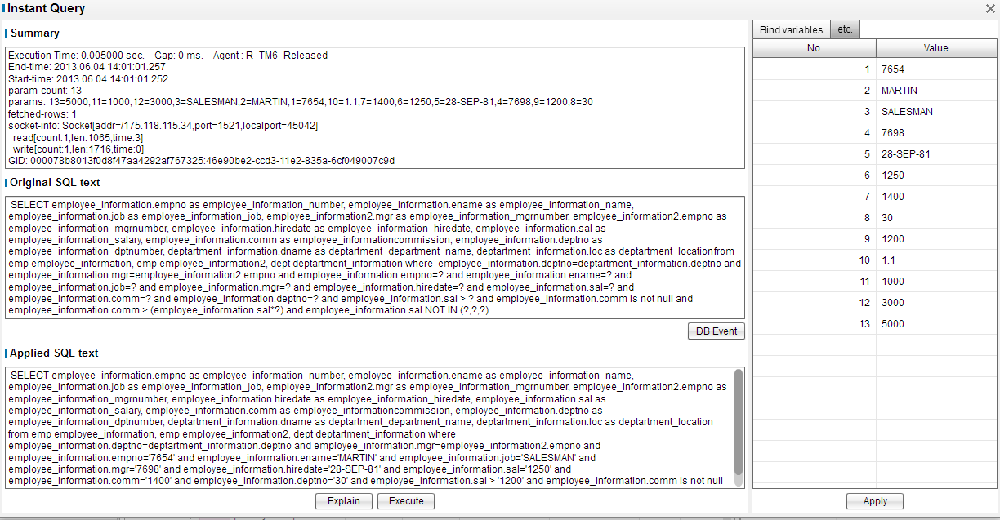 Instant Query
Summary
Execution Time: 0.005000 sec. Gap: 0 ms. Agent : R_TM6_Released
End-time: 2013.06.04 14:01:01.257
Start-time: 2013.06.04 14:01:01.252
param-count: 13
params: 13=5000,11=1000,12=3000,3=SALESMAN,2=MARTIN,1=7654,10=1.1,7=1400,6=1250,5=28-SEP-81,4=7698,9=1200,8=30
fetched-rows: 1
socket-info: Socket[addr=/175.118.115.34,port=1521,localport=45042]
read[count:1,len:1065,time:3]
write[count:1,len:1716,time:0]
GID: 000078b8013f0d8f47aa4292af767325:46e90be2-ccd3-11e2-835a-6cf049007c9d
Original SQL text
SELECT employee_information.empno as employee_information_number, employee_information.ename as employee_information_name,
employee_information.job as employee_information_job, employee_information2.mgr as employee_information_mgrnumber, employee_information2.empno as
employee_information_mgrnumber, employee_information.hiredate as employee_information_hiredate, employee_information.sal as
employee_information_salary, employee_information.comm as employee_informationcommission, employee_information.deptno as
employee_information_dptnumber, deptartment_information.dname as deptartment_department_name, deptartment_information.loc as deptartment_locationfrom
emp employee_information, emp employee_information2, dept deptartment_information where employee_information.deptno=deptartment_information.deptno and
employee_information.mgr=employee_information2.empno and employee_information.empno=? and employee_information.ename=? and
employee_information.job=? and employee_information.mgr=? and employee_information.hiredate=? and employee_information.sal=? and
employee_information.comm=? and employee_information.deptno=? and employee_information.sal > ? and employee_information.comm is not null and
employee_information.comm > (employee_information.sal*?) and employee_information.sal NOT IN (?,?,?)
DB Event
Applied SQL text
SELECT employee_information.empno as employee_information_number, employee_information.ename as employee_information_name,
employee_information.job as employee_information_job, employee_information2.mgr as employee_information_mgrnumber, employee_information2.empno as
employee_information_mgrnumber, employee_information.hiredate as employee_information_hiredate, employee_information.sal as
employee_information_salary, employee_information.comm as employee_informationcommission, employee_information.deptno as
employee_information_dptnumber, deptartment_information.dname as deptartment_department_name, deptartment_information.loc as deptartment_location
from emp employee_information, emp employee_information2, dept deptartment_information where
employee_information.deptno=deptartment_information.deptno and employee_information.mgr=employee_information2.empno and
employee_information.empno='7654' and employee_information.ename='MARTIN' and employee_information.job='SALESMAN' and
employee_information.mgr='7698' and employee_information.hiredate='28-SEP-81' and employee_information.sal='1250' and
employee_information.comm='1400' and employee_information.deptno='30' and employee_information.sal > '1200' and employee_information.comm is not null
Explain Execute
Bind variables etc.
No. Value
1 7654
2 MARTIN
3 SALESMAN
4 7698
5 28-SEP-81
6 1250
7 1400
8 30
9 1200
10 1.1
11 1000
12 3000
13 5000
Apply